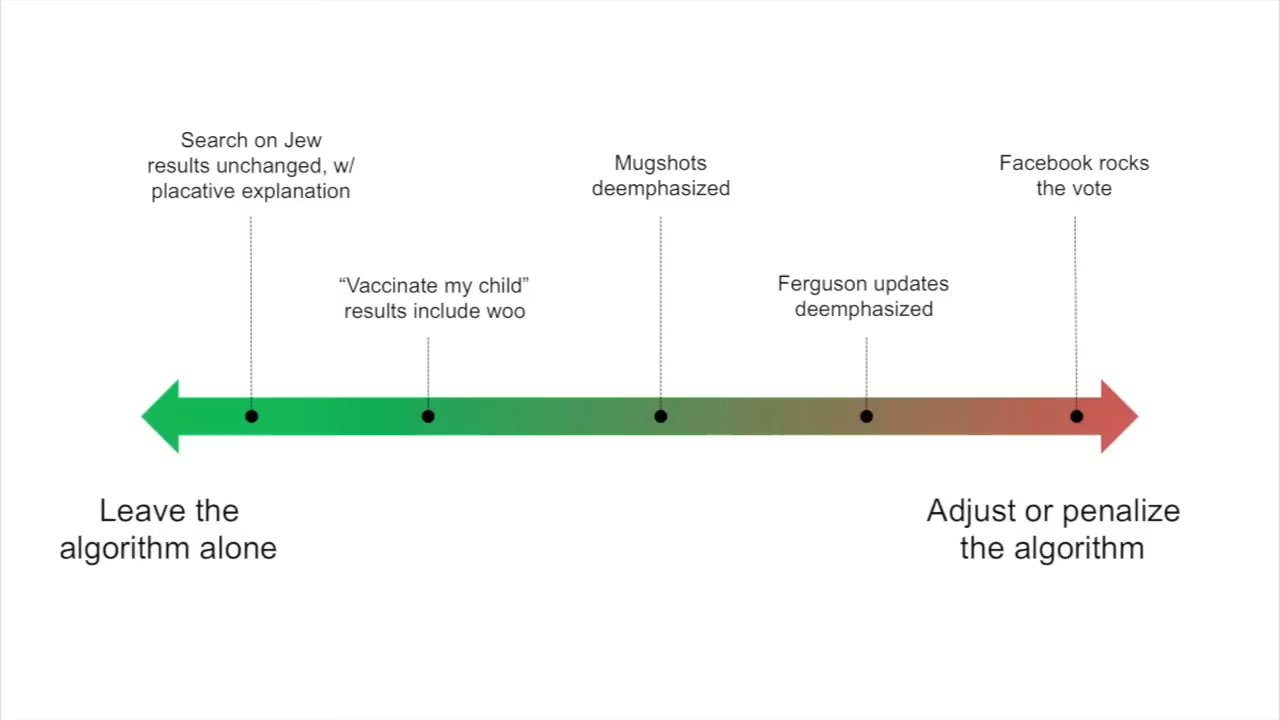 Search on Jew
results unchanged, w/
placative explanation
Mugshots
deemphasized
Facebook rocks
the vote
“Vaccinate my child”
results include woo
Ferguson updates
deemphasized
Leave the
algorithm alone
Adjust or penalize
the algorithm